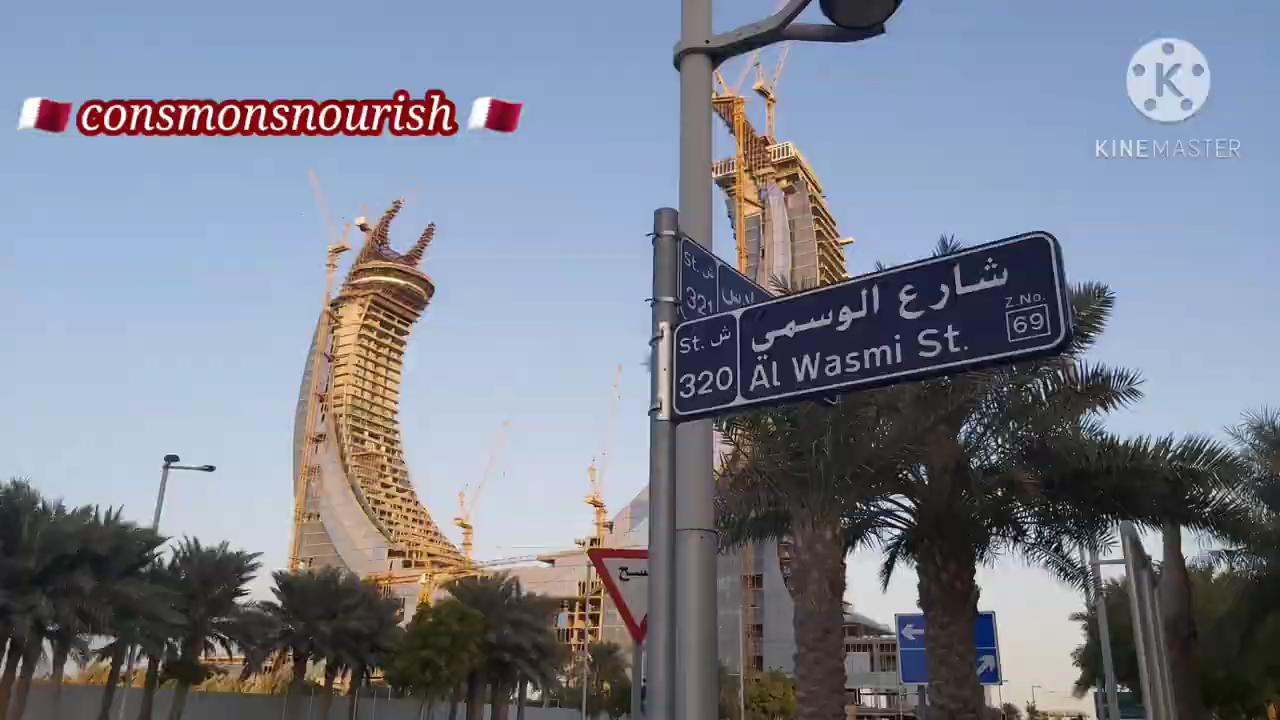 consmonsnourish
K
KINEMASTER
St. ش
321
St. ش
320
شارع الوسمي
Al Wasmi St.
Z.No.
69